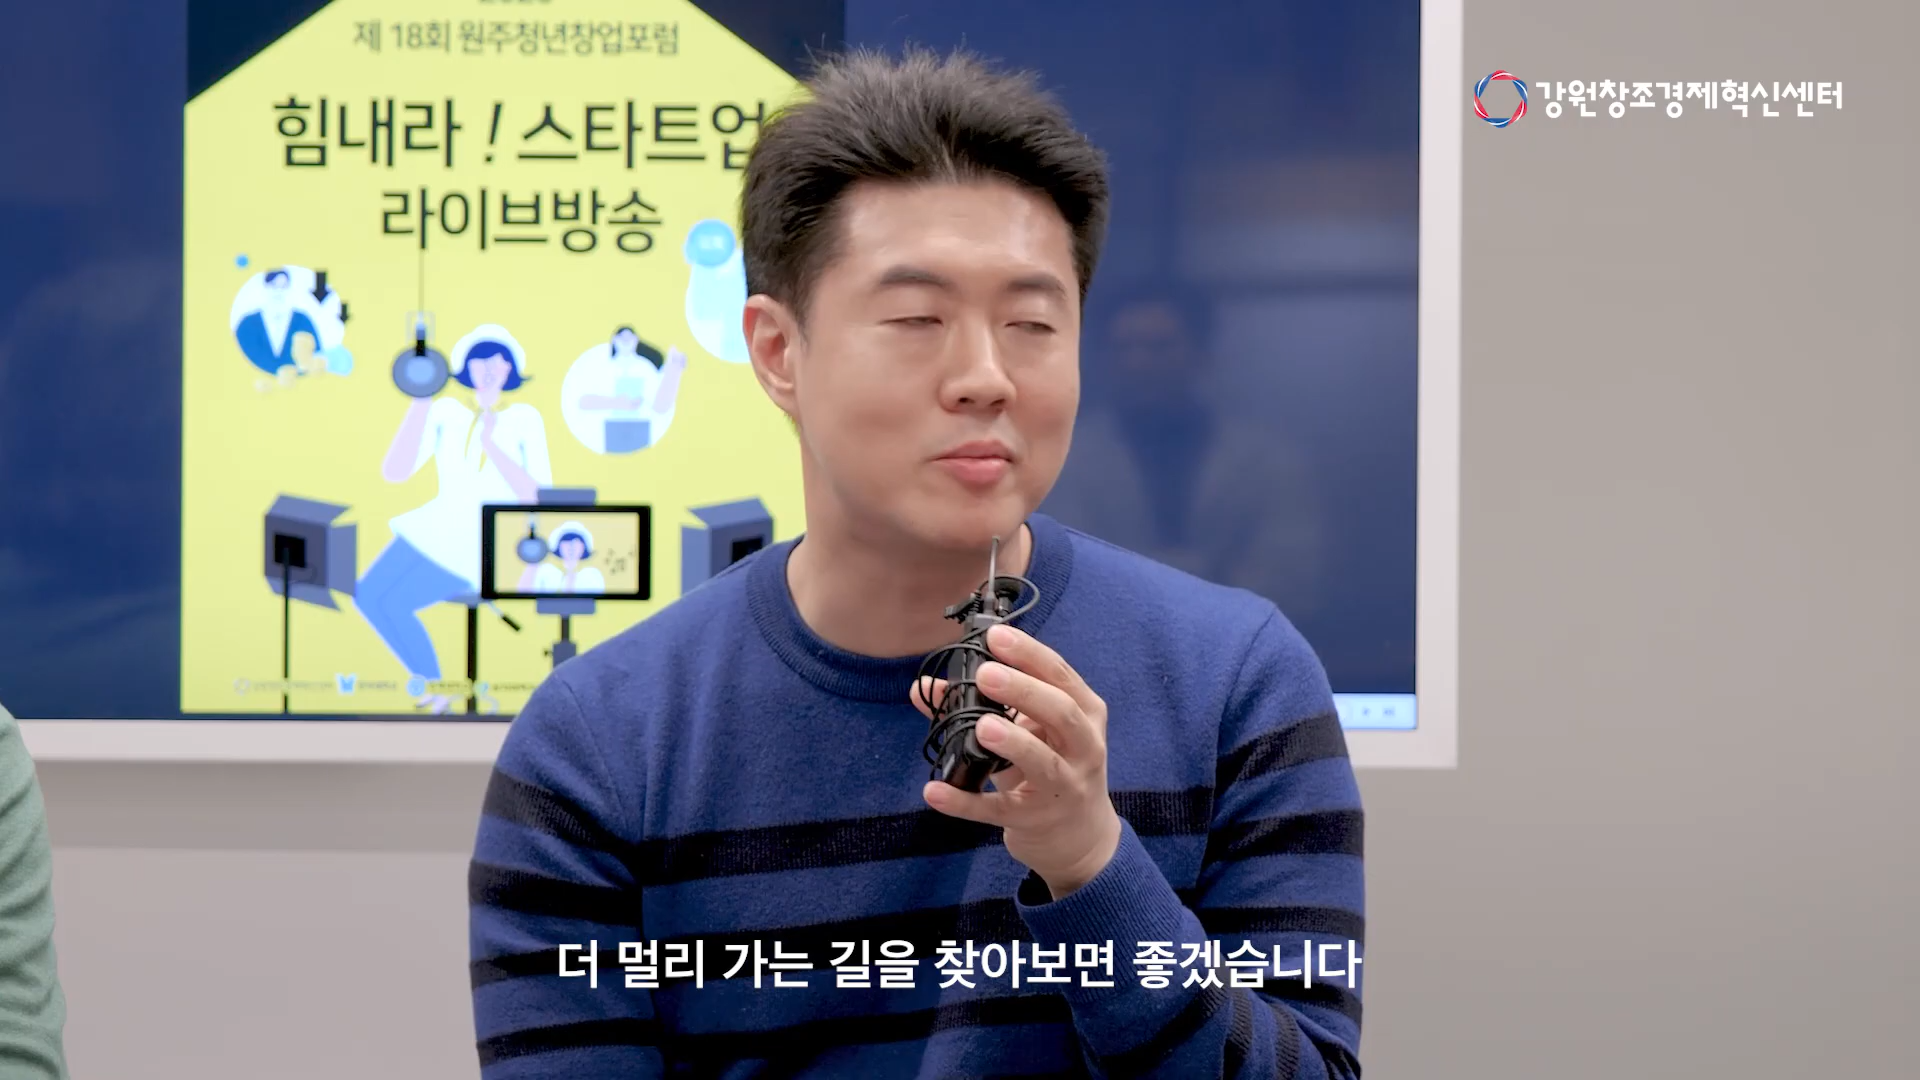 제 18회 원주청년창업포럼
힘내라 ! 스타트업
라이브방송
강원창조경제혁신센터
더 멀리 가는 길을 찾아보면 좋겠습니다